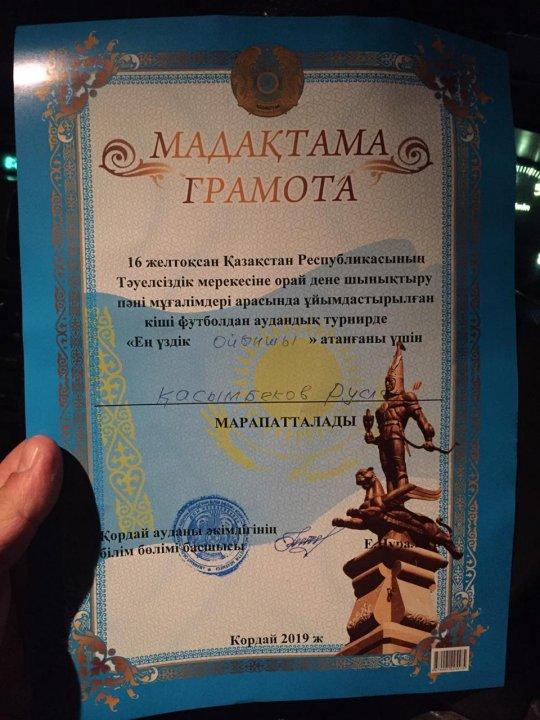 ҚАЗАҚСТАН
МАДАҚТАМА
ГРАМОТА
16 желтоқсан Қазақстан Республикасының
Тәуелсіздік мерекесіне орай дене шынықтыру
пәні мұғалімдері арасында ұйымдастырылған
кіші футболдан аудандық турнирде
«Ең үздік ойыншы » атанғаны үшін
Қасымбеков
МАРАПАТТАЛАДЫ
Қордай ауданы әкімдігінің
білім бөлімі басшысы
Қордай 2019 ж